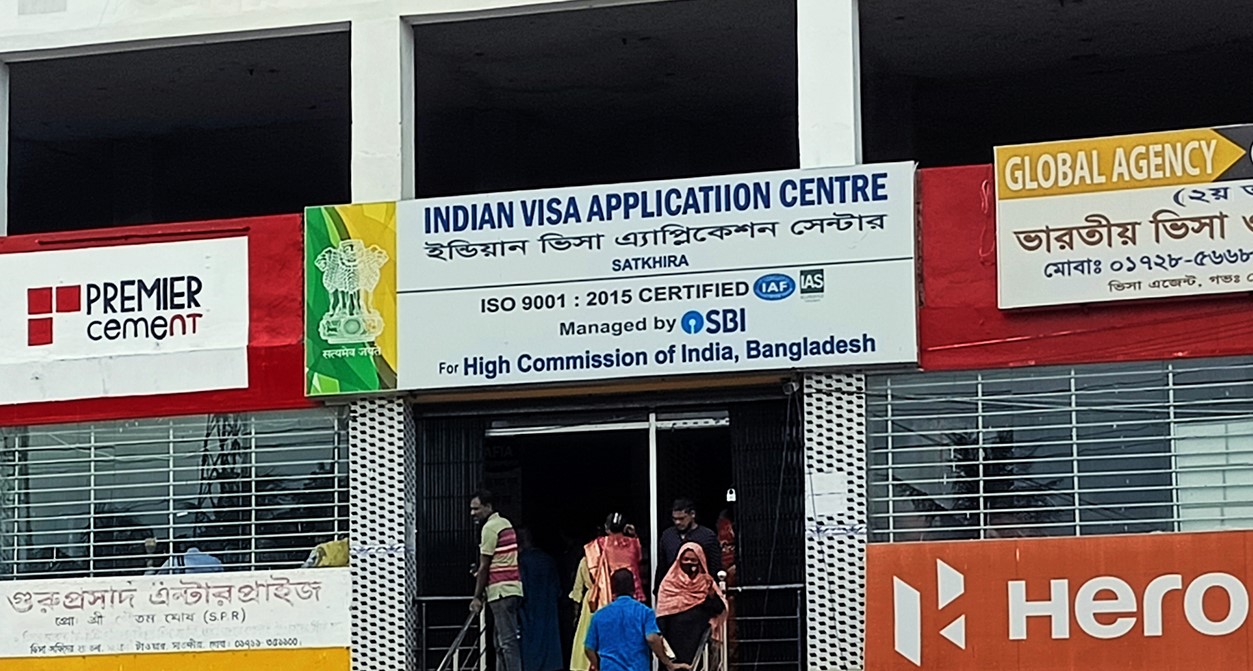 PREMIER
cement
INDIAN VISA APPLICATIION CENTRE
ইন্ডিয়ান ভিসা এ্যাপ্লিকেশন সেন্টার
SATKHIRA
ISO 9001 : 2015 CERTIFIED IAF IAS
Managed by SBI
For High Commission of India, Bangladesh
सत्यमेव जयते
GLOBAL AGENCY
(২য়
ভারতীয় ভিসা
মোবাঃ ০১৭২৮-৫৬৬৮
ভিসা এজেন্ট, গভঃ
গুরুপ্রসাদ এন্টারপ্রাইজ
প্রোঃ শ্রী তম ঘোষ (S.P.R)
HERO